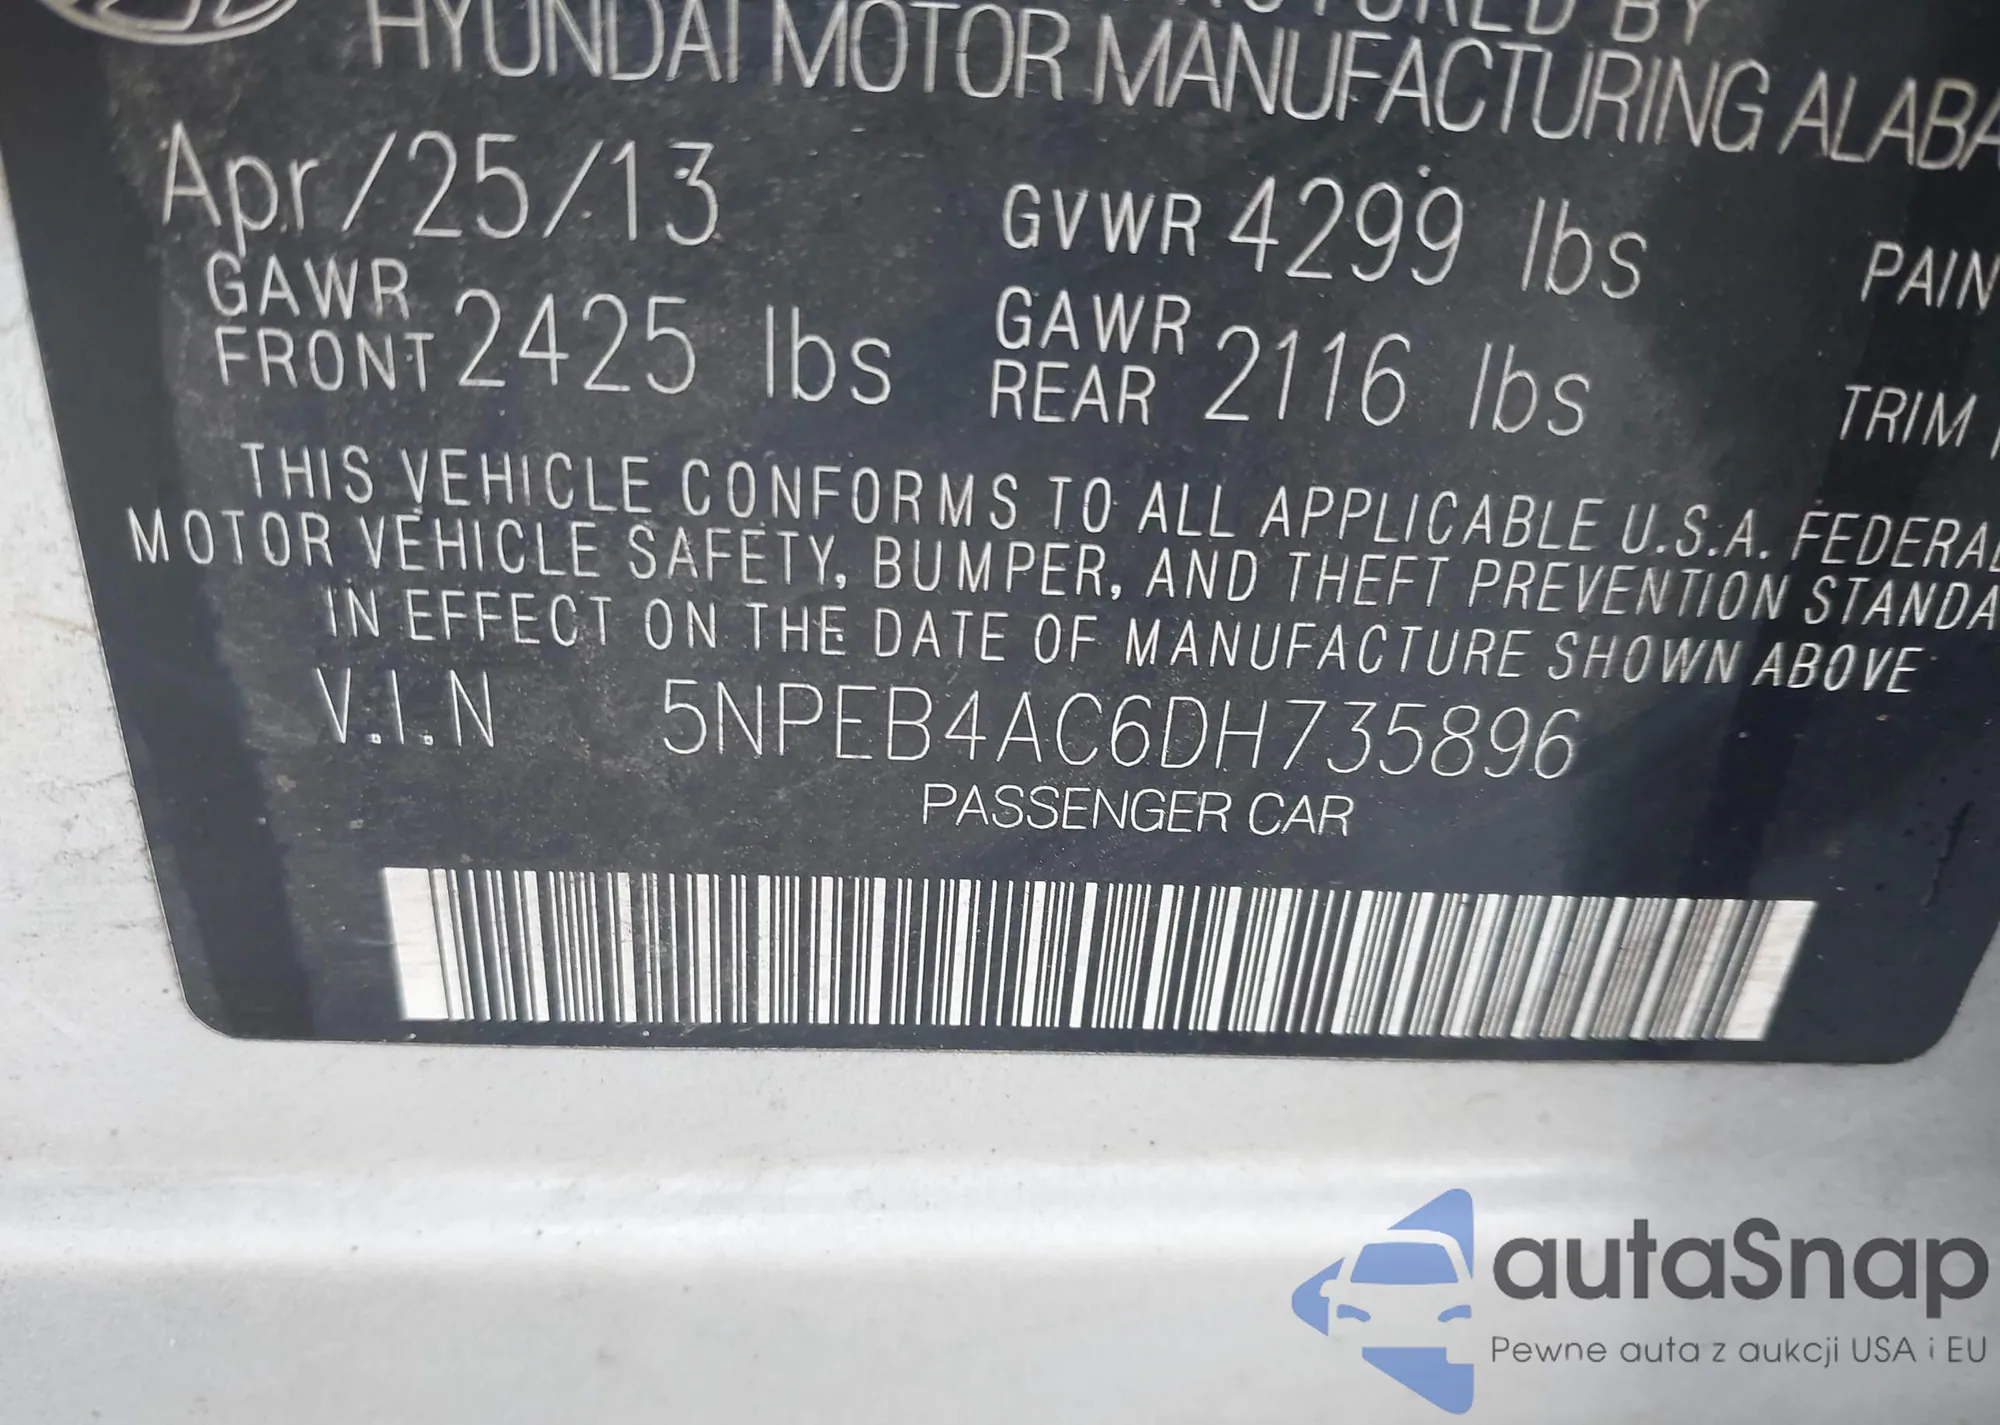 HYUNDAI MOTOR MANUFACTURING ALABA
Apr/25/13 GVWR 4299 lbs PAIN
GAWR FRONT 2425 lbs GAWR REAR 2116 lbs TRIM
THIS VEHICLE CONFORMS TO ALL APPLICABLE U.S.A. FEDERAL
MOTOR VEHICLE SAFETY, BUMPER, AND THEFT PREVENTION STANDA
IN EFFECT ON THE DATE OF MANUFACTURE SHOWN ABOVE
V.I.N 5NPEB4AC6DH735896
PASSENGER CAR
autaSnap
Pewne auta z aukcji USA i EU